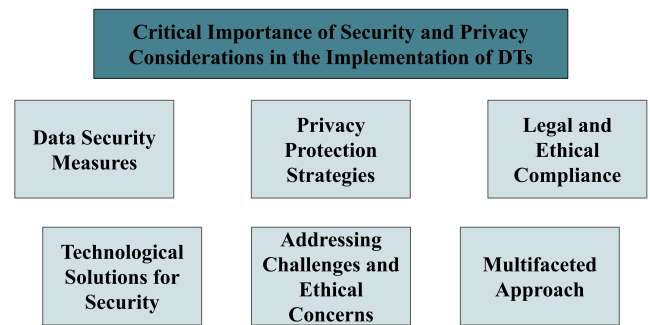 Critical Importance of Security and Privacy
Considerations in the Implementation of DTs
Data Security
Measures
Privacy
Protection
Strategies
Legal and
Ethical
Compliance
Technological
Solutions for
Security
Addressing
Challenges and
Ethical
Concerns
Multifaceted
Approach